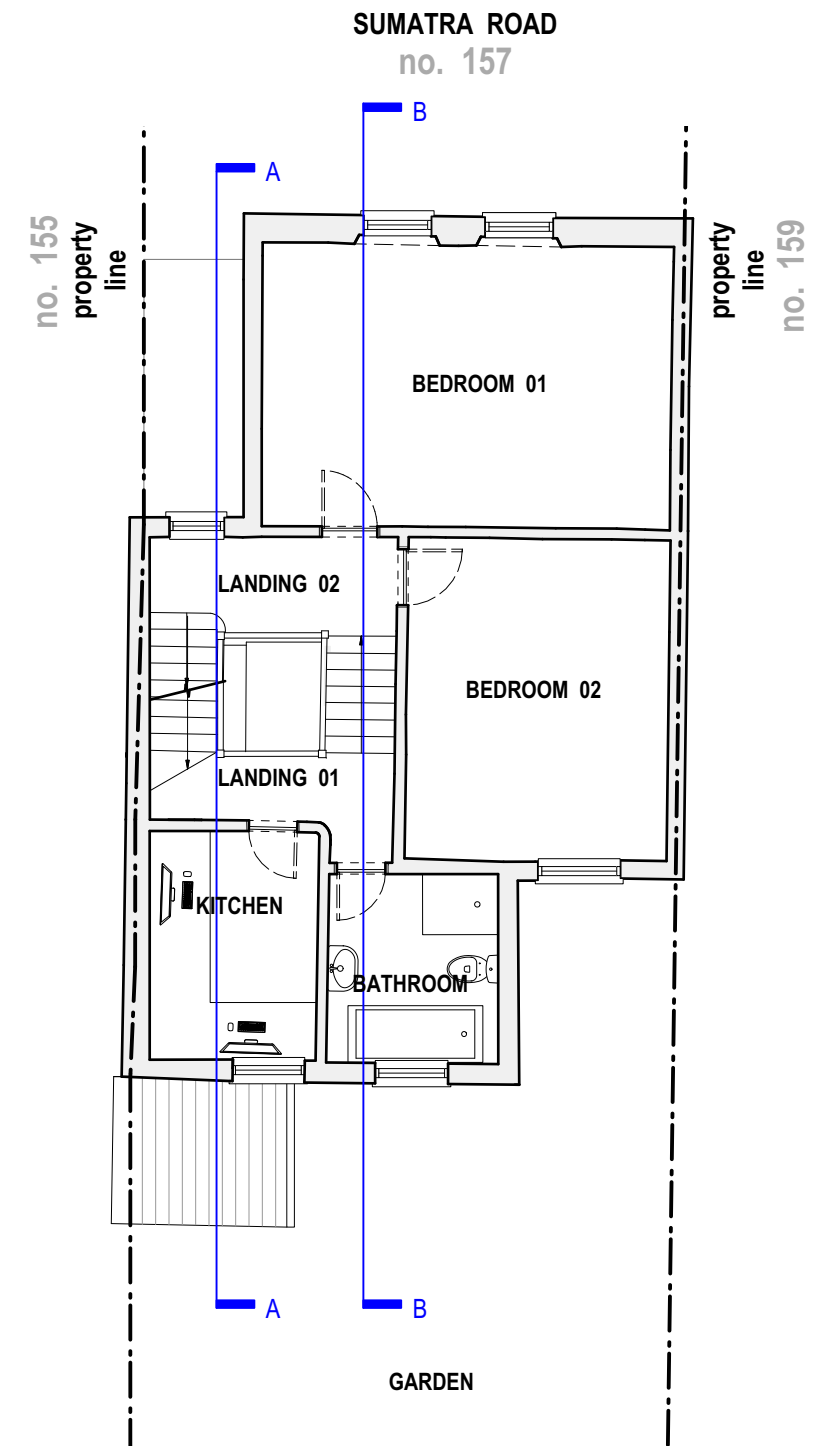 SUMATRA ROAD
no. 157
B
A
no. 155
property
line
property
line
no. 159
BEDROOM 01
LANDING 02
BEDROOM 02
LANDING 01
KITCHEN
BATHROOM
A
B
GARDEN